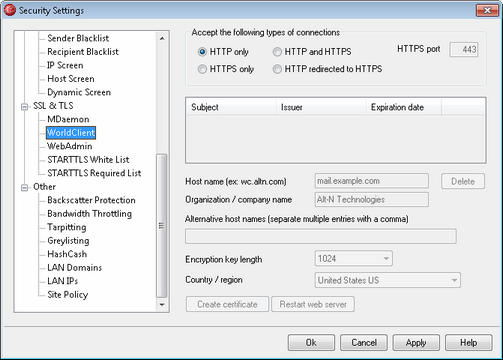 Security Settings
Sender Blacklist
Recipient Blacklist
IP Screen
Host Screen
Dynamic Screen
SSL & TLS
MDaemon
WorldClient
WebAdmin
STARTTLS White List
STARTTLS Required List
Other
Backscatter Protection
Bandwidth Throttling
Tarpitting
Greylisting
HashCash
LAN Domains
LAN IPs
Site Policy
Accept the following types of connections
HTTP only HTTP and HTTPS HTTPS port 443
HTTPS only HTTP redirected to HTTPS
Subject Issuer Expiration date
Host name (ex: wc.altn.com) mail.example.com Delete
Organization / company name Alt-N Technologies
Alternative host names (separate multiple entries with a comma)
Encryption key length 1024
Country / region United States US
Create certificate Restart web server
Ok Cancel Apply Help